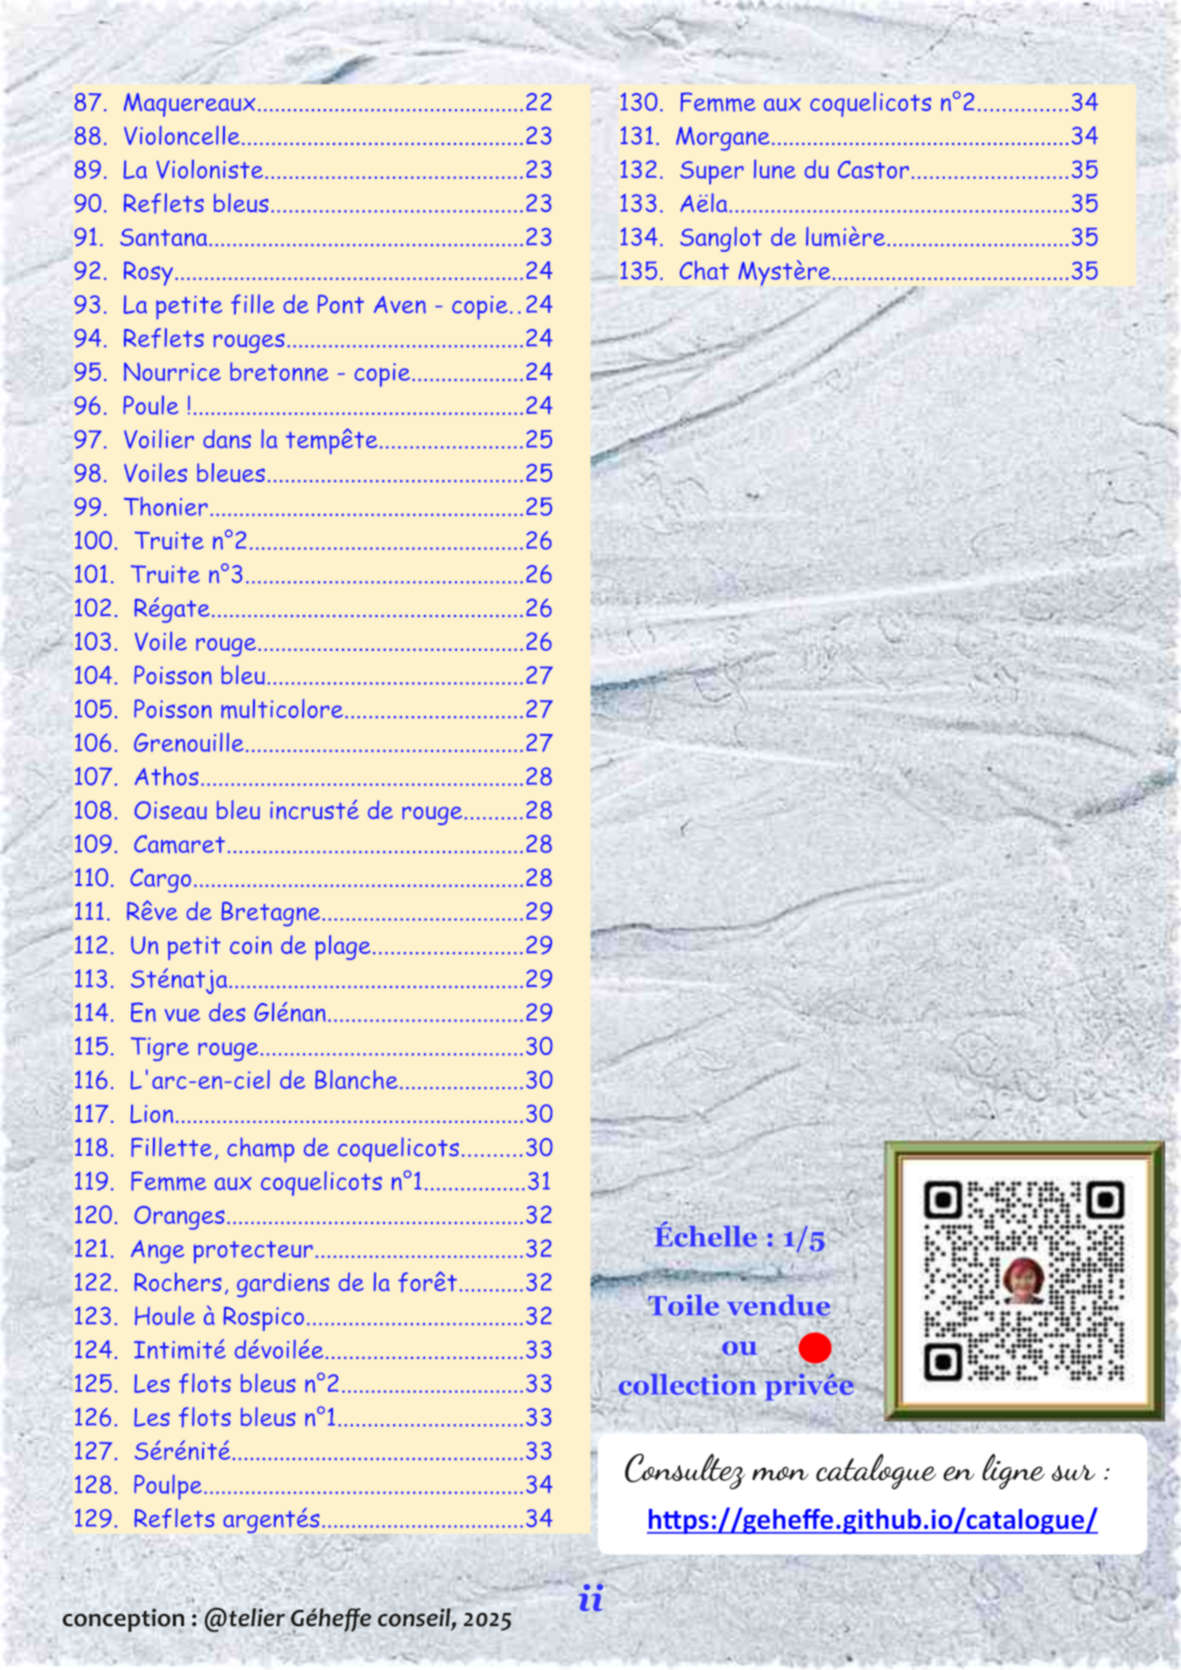 87. Maquereaux.............................................22
88. Violoncelle................................................23
89. La Violoniste............................................23
90. Reflets bleus...........................................23
91. Santana.....................................................23
92. Rosy...........................................................24
93. La petite fille de Pont Aven - copie..24
94. Reflets rouges........................................24
95. Nourrice bretonne - copie...................24
96. Poule !........................................................24
97. Voilier dans la tempête........................25
98. Voiles bleues...........................................25
99. Thonier.....................................................25
100. Truite n°2..............................................26
101. Truite n°3...............................................26
102. Régate.....................................................26
103. Voile rouge.............................................26
104. Poisson bleu...........................................27
105. Poisson multicolore..............................27
106. Grenouille...............................................27
107. Athos......................................................28
108. Oiseau bleu incrusté de rouge..........28
109. Camaret..................................................28
110. Cargo........................................................28
111. Rêve de Bretagne..................................29
112. Un petit coin de plage.........................29
113. Sténatja..................................................29
114. En vue des Glénan.................................29
115. Tigre rouge............................................30
116. L'arc-en-ciel de Blanche.....................30
117. Lion...........................................................30
118. Fillette, champ de coquelicots..........30
119. Femme aux coquelicots n°1.................31
120. Oranges..................................................32
121. Ange protecteur...................................32
122. Rochers, gardiens de la forêt...........32
123. Houle à Rospico.....................................32
124. Intimité dévoilée.................................33
125. Les flots bleus n°2...............................33
126. Les flots bleus n°1...............................33
127. Sérénité.................................................33
128. Poulpe......................................................34
129. Reflets argentés..................................34
130. Femme aux coquelicots n°2...............34
131. Morgane..................................................34
132. Super lune du Castor...........................35
133. Aëla.........................................................35
134. Sanglot de lumière...............................35
135. Chat Mystère........................................35
Échelle : 1/5
Toile vendue
ou
collection privée
Consultez mon catalogue en ligne sur :
https://geheffe.github.io/catalogue/
ii
conception : @telier Géheffe conseil, 2025